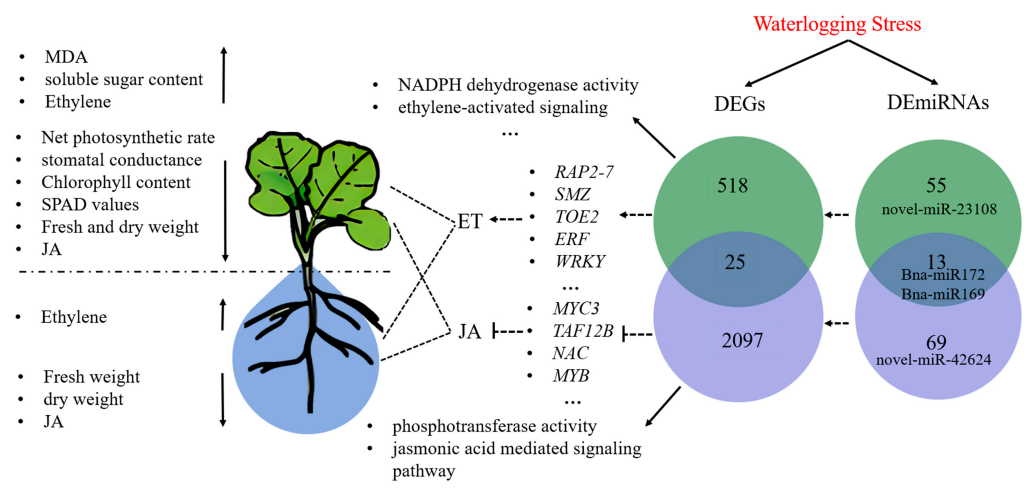 Waterlogging Stress
DEGs
DEmiRNAs
• MDA
• soluble sugar content
• Ethylene
• Net photosynthetic rate
• stomatal conductance
• Chlorophyll content
• SPAD values
• Fresh and dry weight
• JA
• Ethylene
• Fresh weight
• dry weight
• JA
• NADPH dehydrogenase activity
• ethylene-activated signaling
...
ET
JA
• RAP2-7
• SMZ
• TOE2
• ERF
• WRKY
...
• MYC3
• TAF12B
• NAC
• MYB
...
• phosphotransferase activity
• jasmonic acid mediated signaling
pathway
518
25
2097
55
novel-miR-23108
13
Bna-miR172
Bna-miR169
69
novel-miR-42624